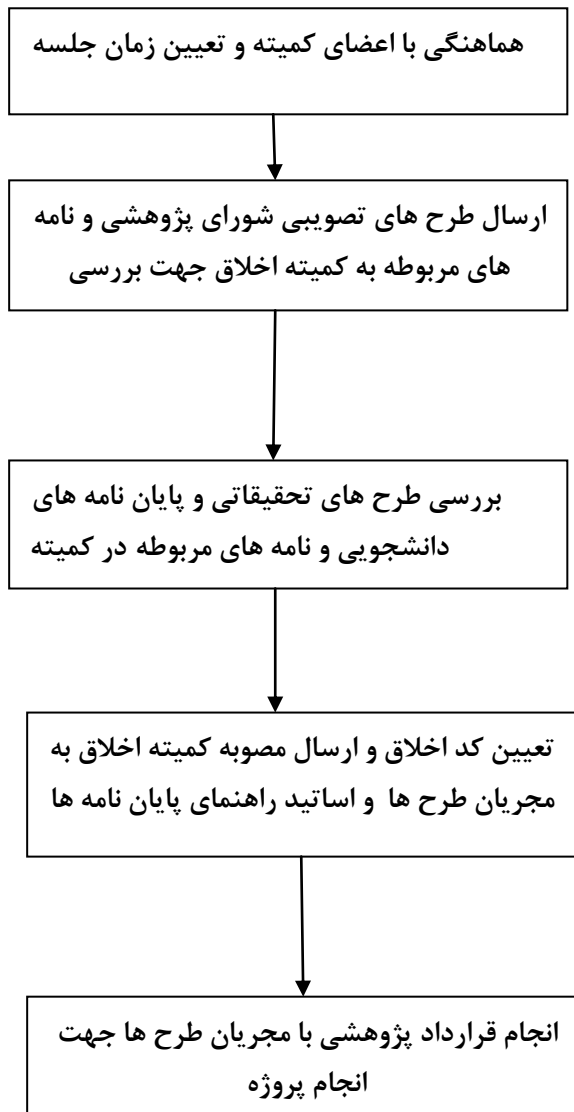 هماهنگی با اعضای کمیته و تعیین زمان جلسه
ارسال طرح های تصویبی شورای پژوهشی و نامه
های مربوطه به کمیته اخلاق جهت بررسی
بررسی طرح های تحقیقاتی و پایان نامه های
دانشجویی و نامه های مربوطه در کمیته
تعیین کد اخلاق و ارسال مصوبه کمیته اخلاق به
مجریان طرح ها و اساتید راهنمای پایان نامه ها
انجام قرارداد پژوهشی با مجریان طرح ها جهت
انجام پروژه